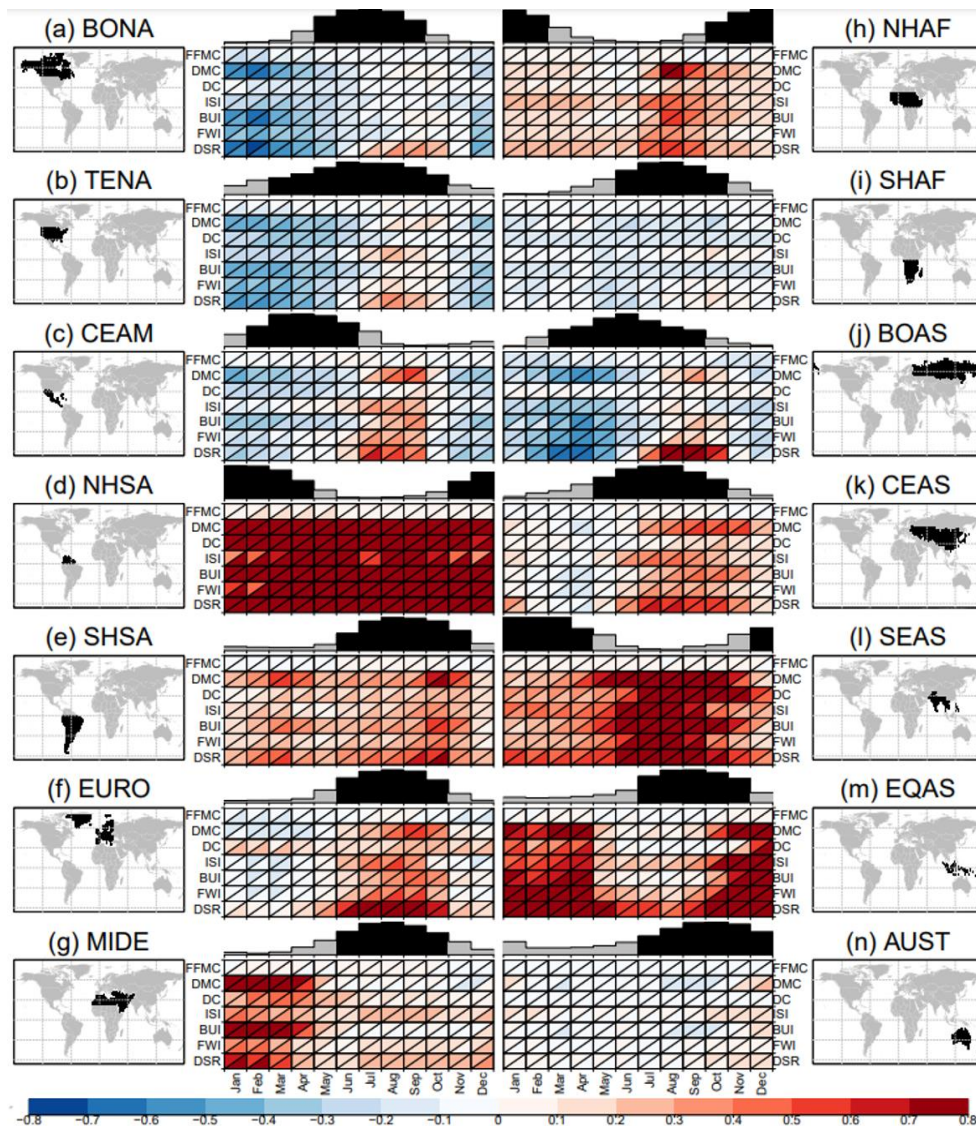 (a) BONA
FFMC
DMC
DC
ISI
BUI
FWI
DSR
(h) NHAF
FFMC
DMC
DC
ISI
BUI
FWI
DSR
(b) TENA
FFMC
DMC
DC
ISI
BUI
FWI
DSR
(i) SHAF
FFMC
DMC
DC
ISI
BUI
FWI
DSR
(c) CEAM
FFMC
DMC
DC
ISI
BUI
FWI
DSR
(j) BOAS
FFMC
DMC
DC
ISI
BUI
FWI
DSR
(d) NHSA
FFMC
DMC
DC
ISI
BUI
FWI
DSR
(k) CEAS
FFMC
DMC
DC
ISI
BUI
FWI
DSR
(e) SHSA
FFMC
DMC
DC
ISI
BUI
FWI
DSR
(l) SEAS
FFMC
DMC
DC
ISI
BUI
FWI
DSR
(f) EURO
FFMC
DMC
DC
ISI
BUI
FWI
DSR
(m) EQAS
FFMC
DMC
DC
ISI
BUI
FWI
DSR
(g) MIDE
FFMC
DMC
DC
ISI
BUI
FWI
DSR
(n) AUST
FFMC
DMC
DC
ISI
BUI
FWI
DSR
Jan Feb Mar Apr May Jun Jul Aug Sep Oct Nov Dec Jan Feb Mar Apr May Jun Jul Aug Sep Oct Nov Dec
−0.8 −0.7 −0.6 −0.5 −0.4 −0.3 −0.2 −0.1 0 0.1 0.2 0.3 0.4 0.5 0.6 0.7 0.8